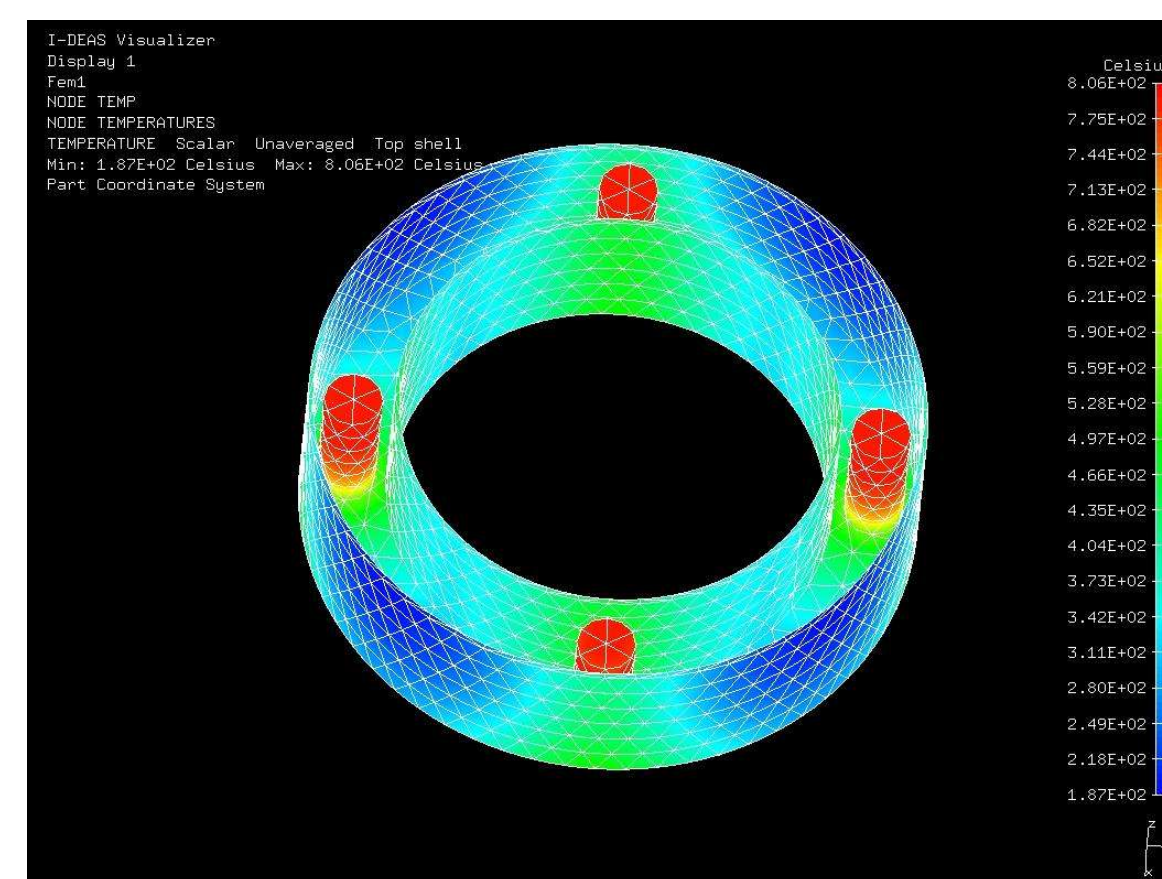 I-DEAS Visualizer
Display 1
Fem1
NODE TEMP
NODE TEMPERATURES
TEMPERATURE Scalar Unaveraged Top shell
Min: 1.87E+02 Celsius Max: 8.06E+02 Celsius
Part Coordinate System
Celsiu
8.06E+02
7.75E+02
7.44E+02
7.13E+02
6.82E+02
6.52E+02
6.21E+02
5.90E+02
5.59E+02
5.28E+02
4.97E+02
4.66E+02
4.35E+02
4.04E+02
3.73E+02
3.42E+02
3.11E+02
2.80E+02
2.49E+02
2.18E+02
1.87E+02
Z
X